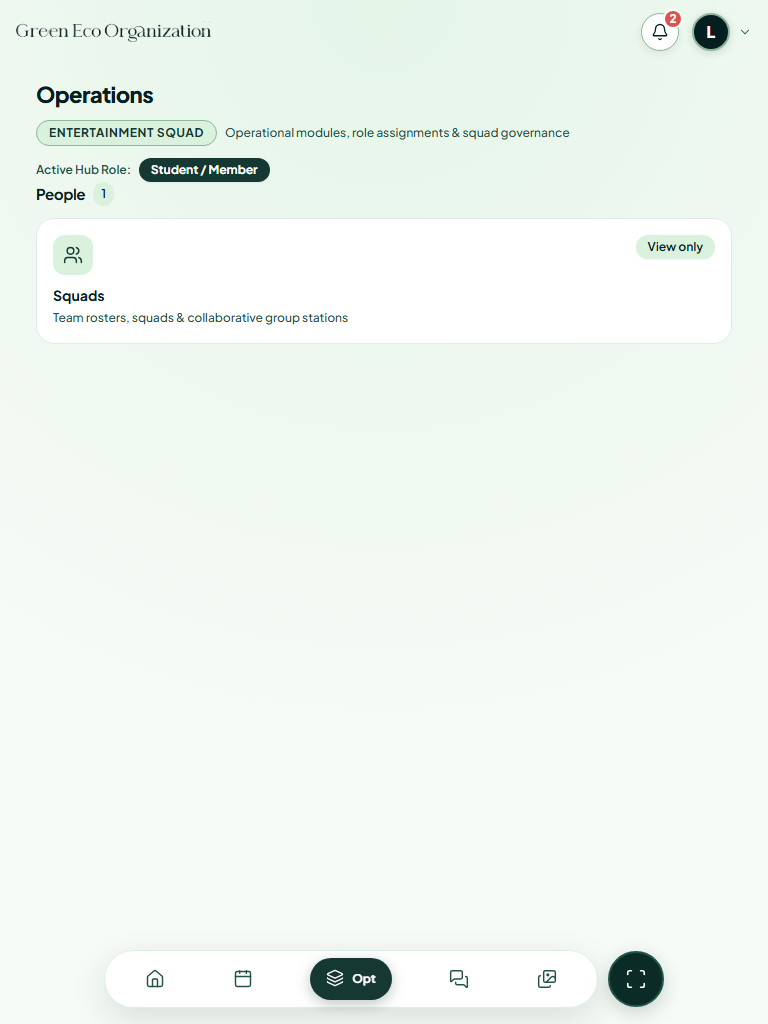 Green Eco Organization
2
L
Operations
ENTERTAINMENT SQUAD
Operational modules, role assignments & squad governance
Active Hub Role:
Student / Member
People
1
View only
Squads
Team rosters, squads & collaborative group stations
Opt